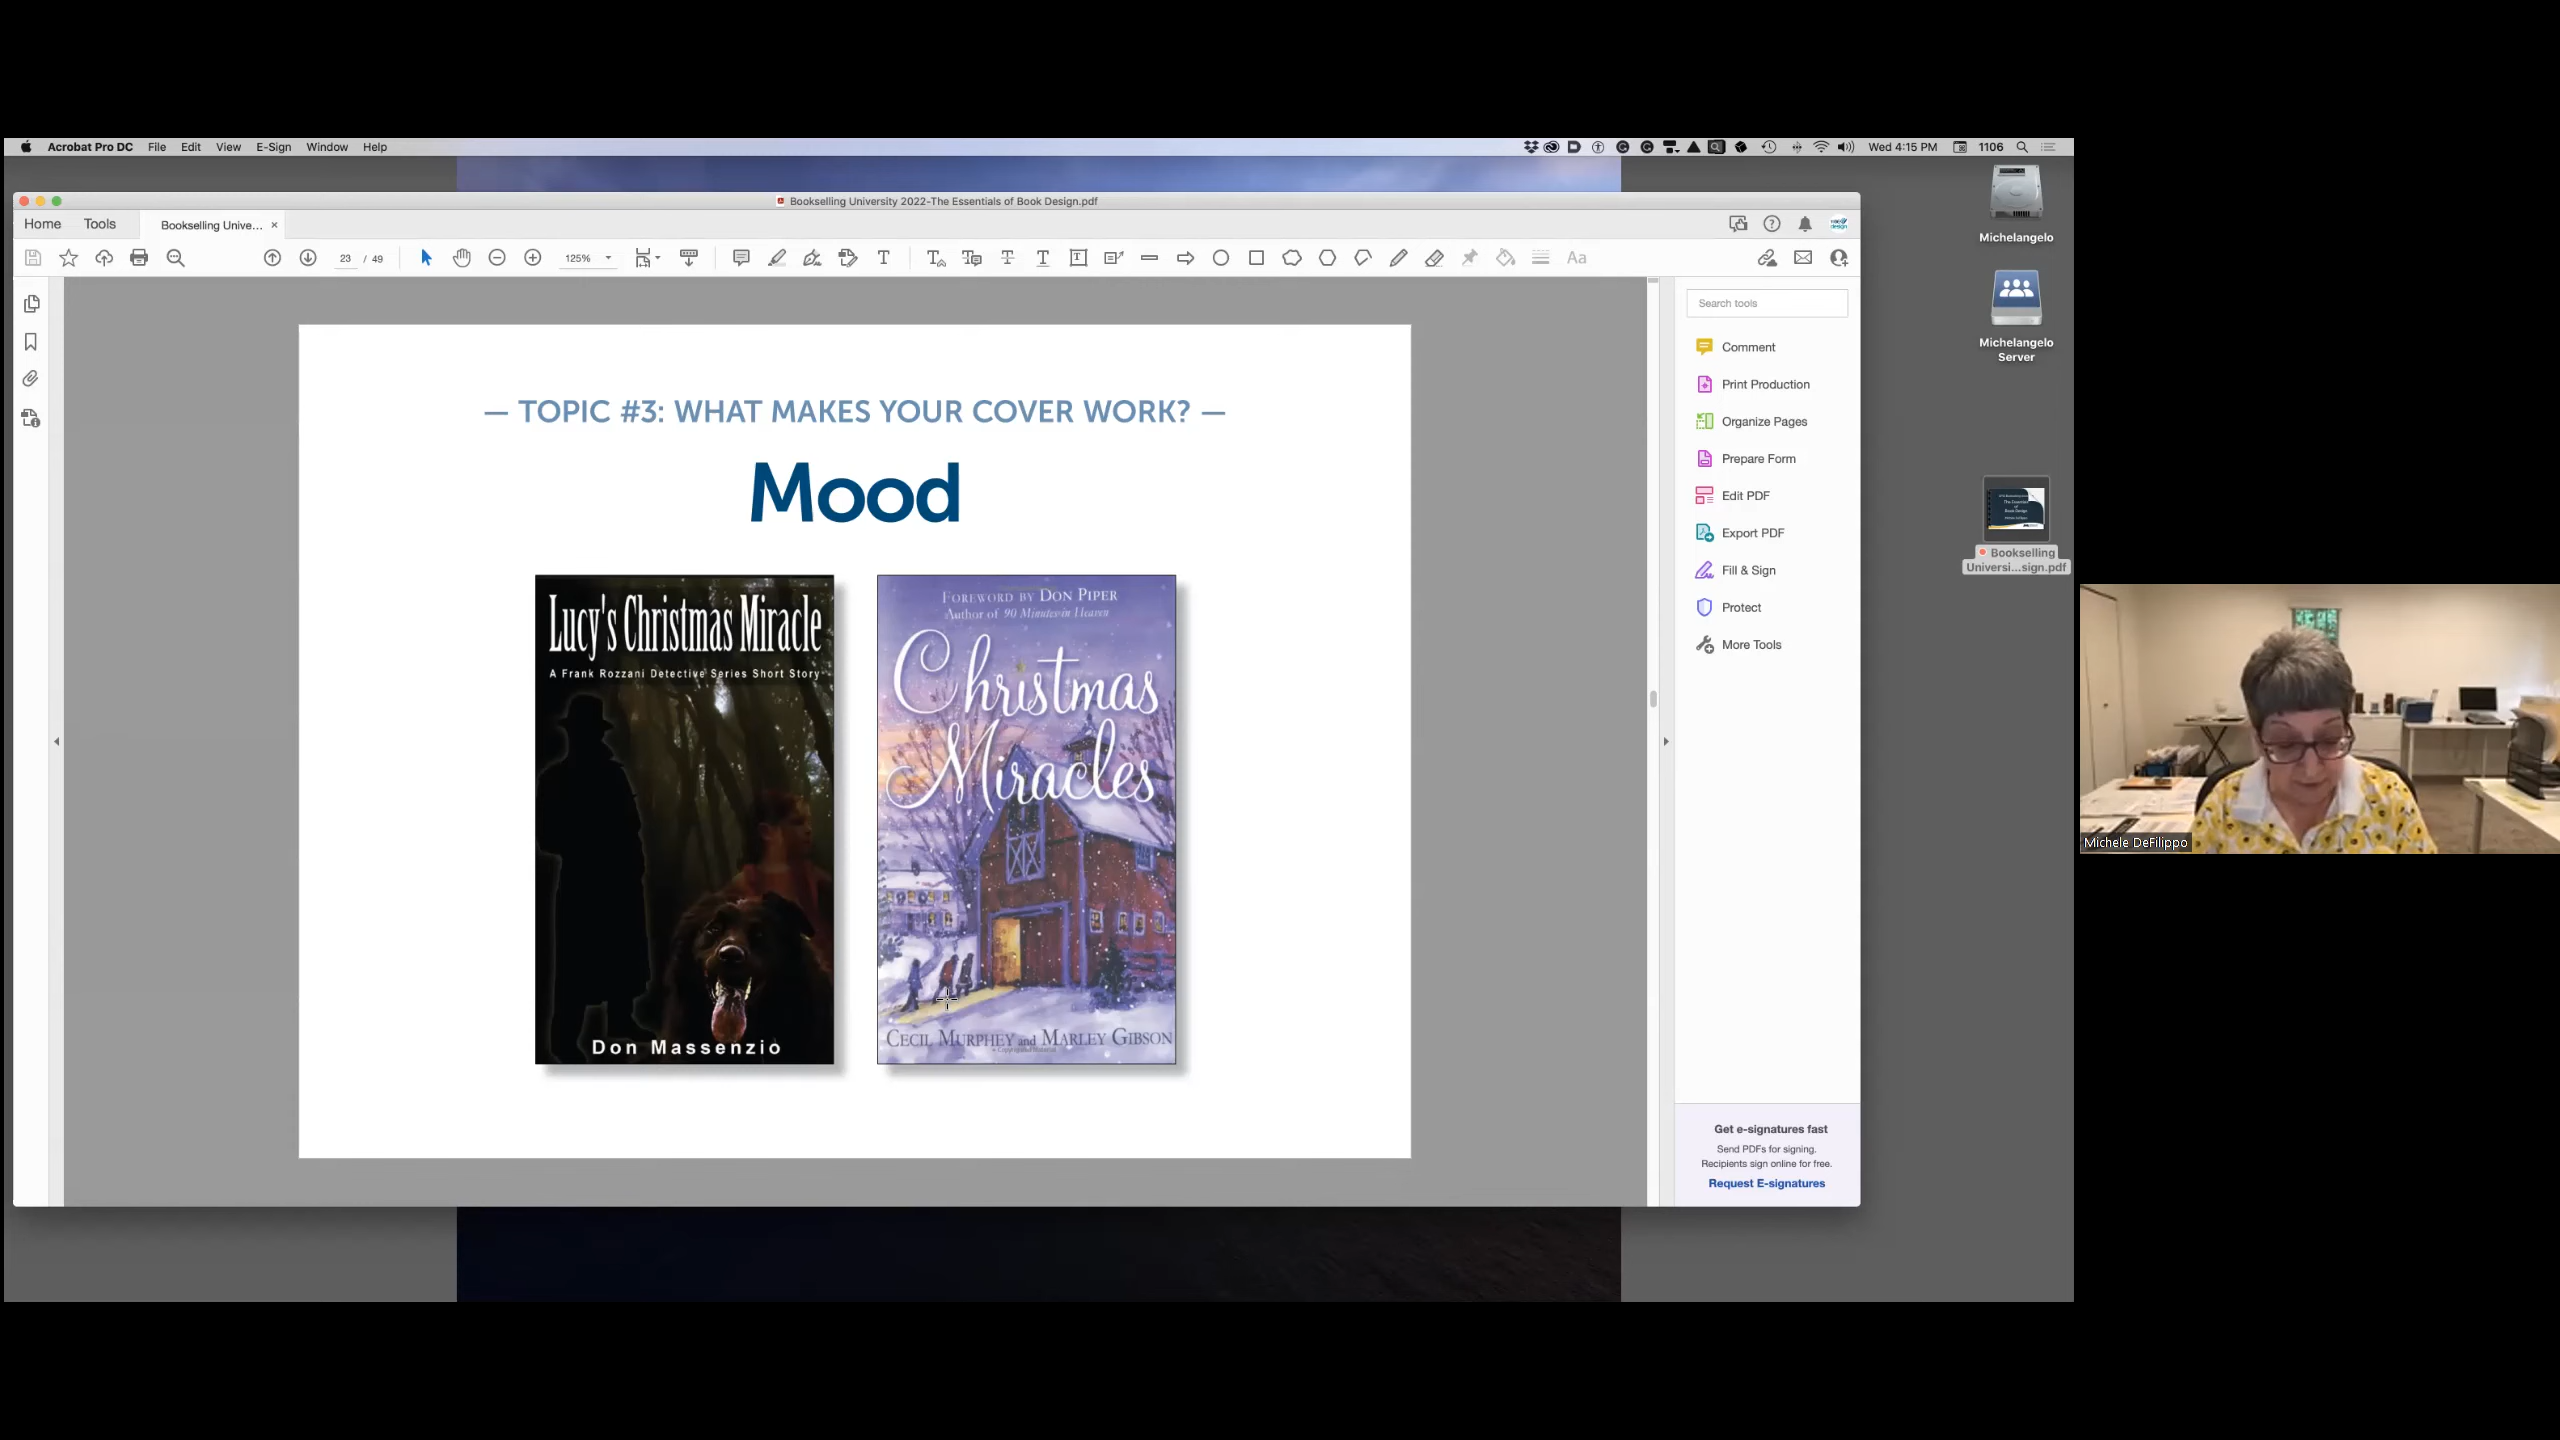 Acrobat Pro DC File Edit View E-Sign Window Help
Wed 4:15 PM 1106
Bookselling University 2022-The Essentials of Book Design.pdf
Home Tools Bookselling Unive... ×
23 / 49 125% Aa
Search tools
Comment
Print Production
Organize Pages
Prepare Form
Edit PDF
Export PDF
Fill & Sign
Protect
More Tools
Get e-signatures fast
Send PDFs for signing.
Recipients sign online for free.
Request E-signatures
— TOPIC #3: WHAT MAKES YOUR COVER WORK? —
Mood
Lucy's Christmas Miracle
A Frank Rozzani Detective Series Short Story
Don Massenzio
FOREWORD BY DON PIPER
Author of 90 Minutes in Heaven
Christmas
Miracles
CECIL MURPHEY and MARLEY GIBSON
Michelangelo
Michelangelo
Server
Bookselling
Universi...sign.pdf
Michele DeFilippo